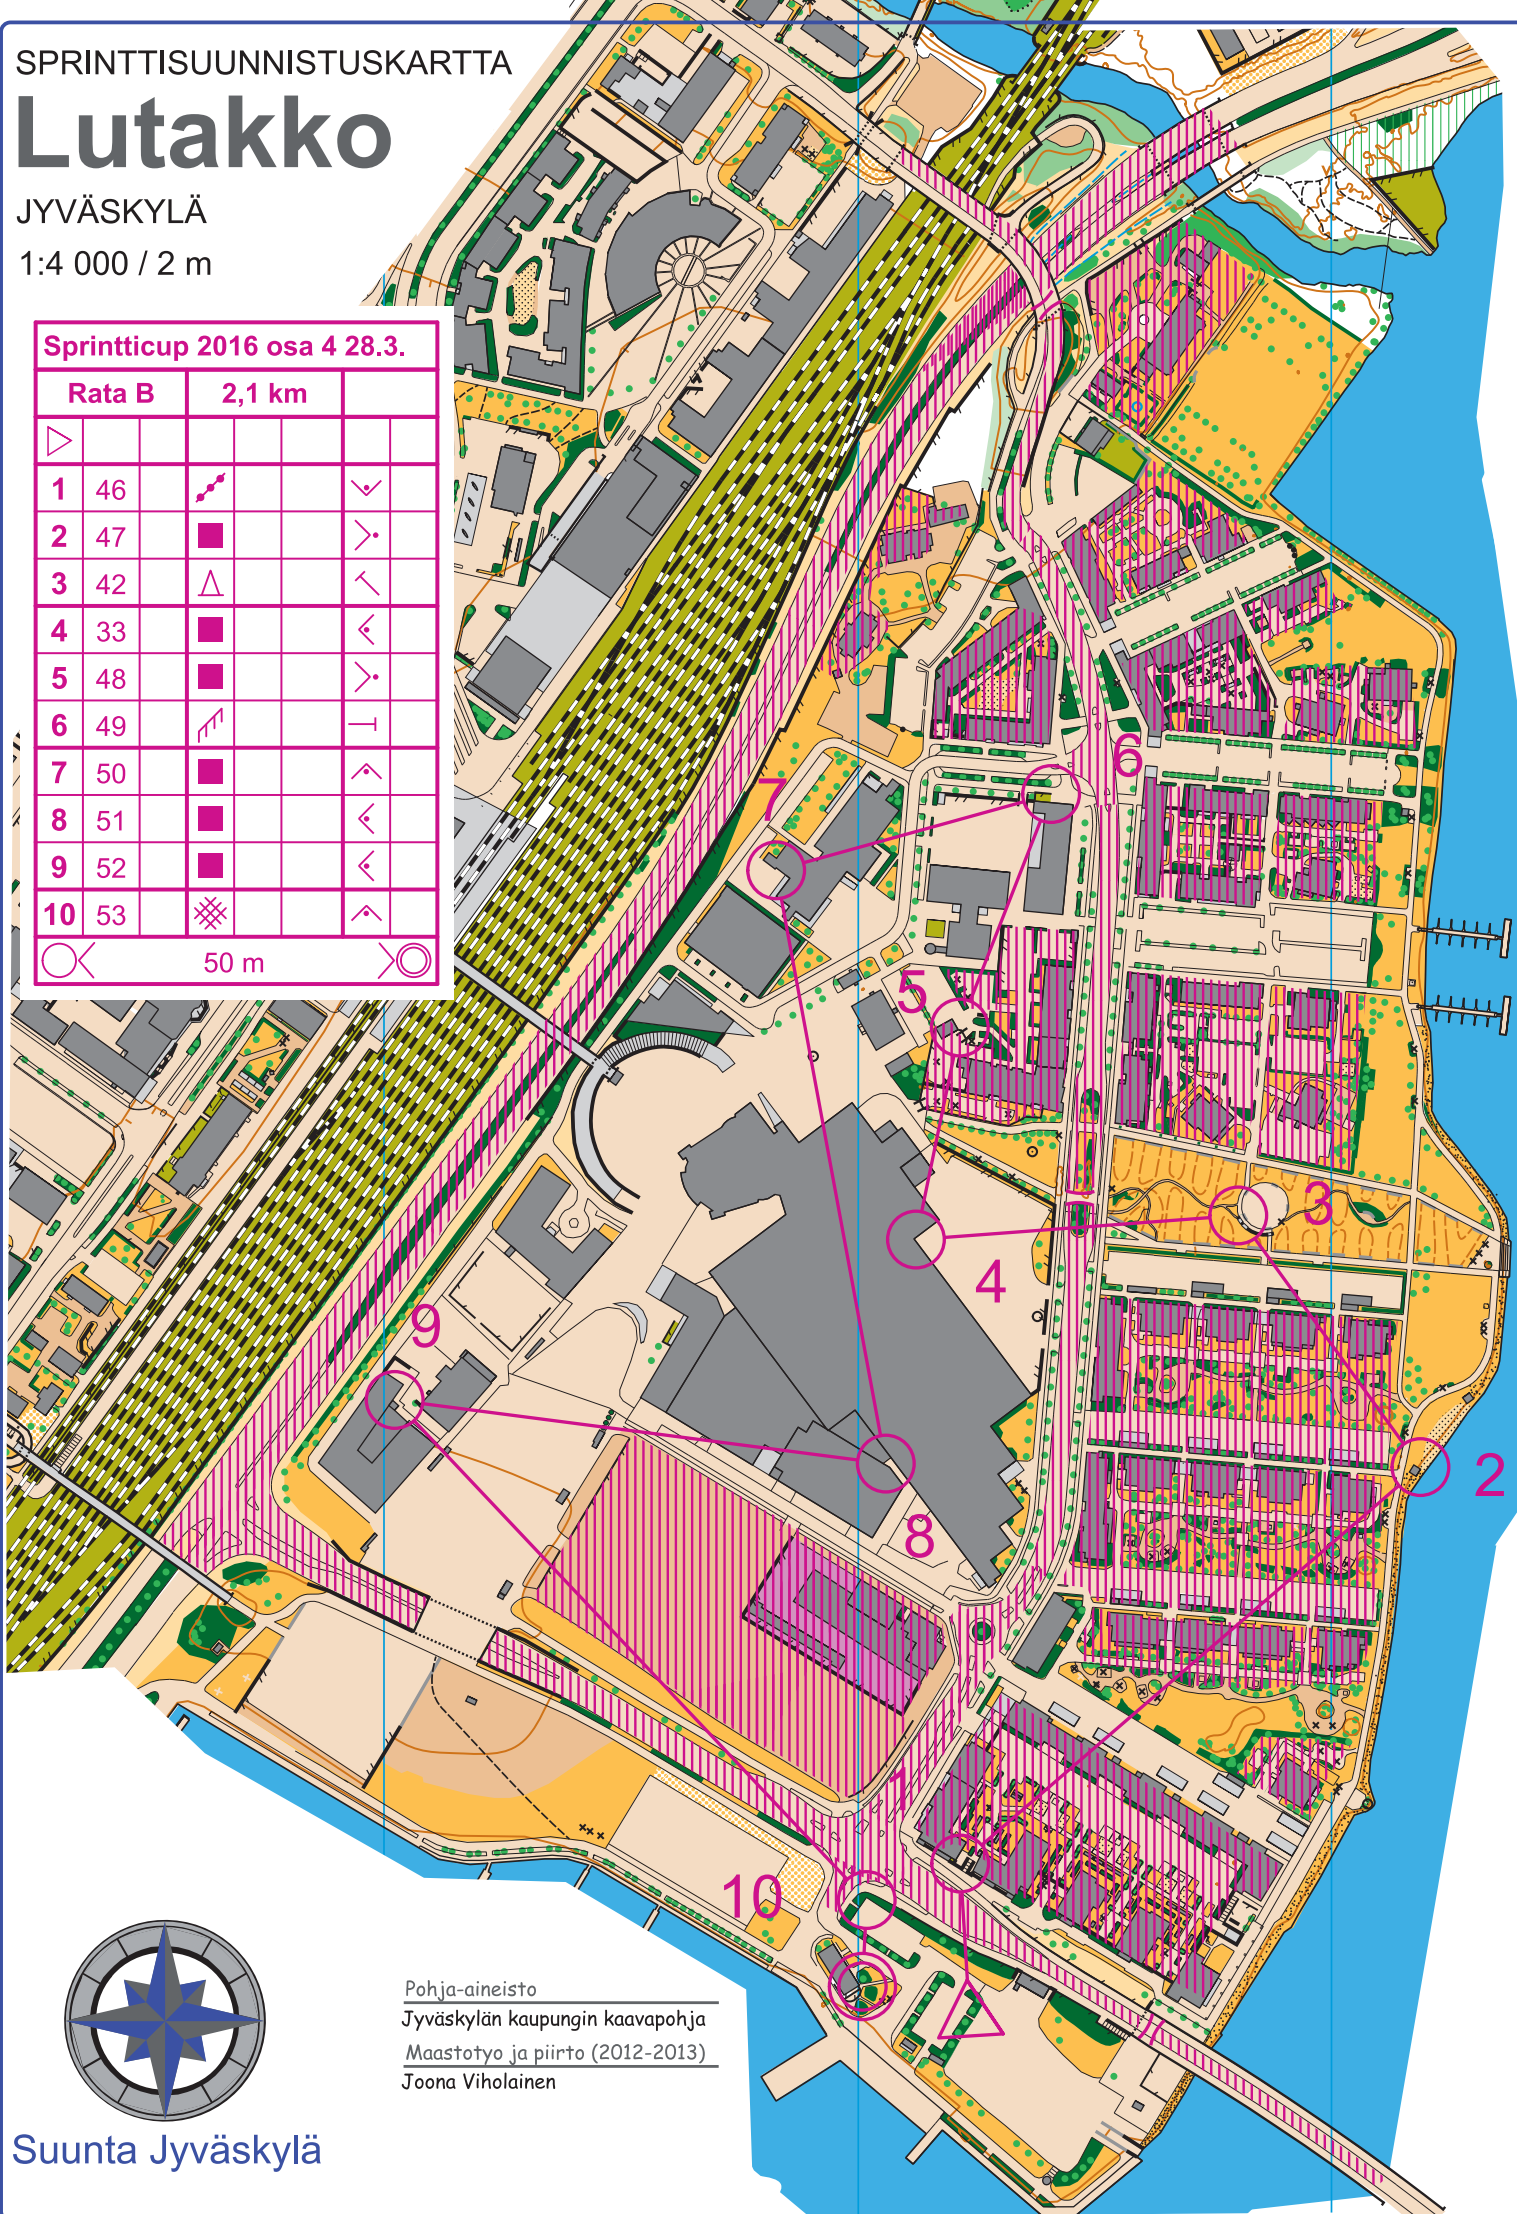 SPRINTTISUUNNISTUSKARTTA
Lutakko
JYVÄSKYLÄ
1:4 000 / 2 m
Sprintticup 2016 osa 4 28.3.
Rata B 2,1 km
1 46
2 47
3 42
4 33
5 48
6 49
7 50
8 51
9 52
10 53
50 m
6
7
5
3
4
9
2
8
1
10
Pohja-aineisto
Jyväskylän kaupungin kaavapohja
Maastotyo ja piirto (2012-2013)
Joona Viholainen
Suunta Jyväskylä